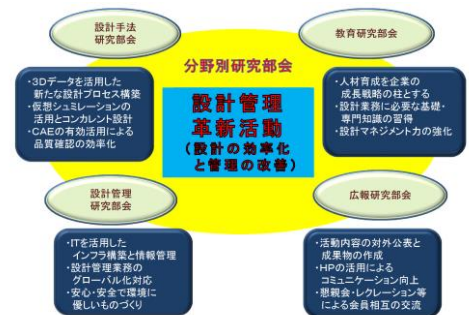 設計手法
研究部会
・3Dデータを活用した
新たな設計プロセス構築
・仮想シュミレーションの
活用とコンカレント設計
・CAEの有効活用による
品質確認の効率化
教育研究部会
・人材育成を企業の
成長戦略の柱とする
・設計業務に必要な基礎・
専門知識の習得
・設計マネジメント力の強化
分野別研究部会
設計管理
革新活動
(設計の効率化
と管理の改善)
設計管理
研究部会
・ITを活用した
インフラ構築と情報管理
・設計管理業務の
グローバル化対応
・安心・安全で環境に
優しいものづくり
広報研究部会
・活動内容の対外公表と
成果物の作成
・HPの活用による
コミュニケーション向上
・懇親会・レクレーション等
による会員相互の交流